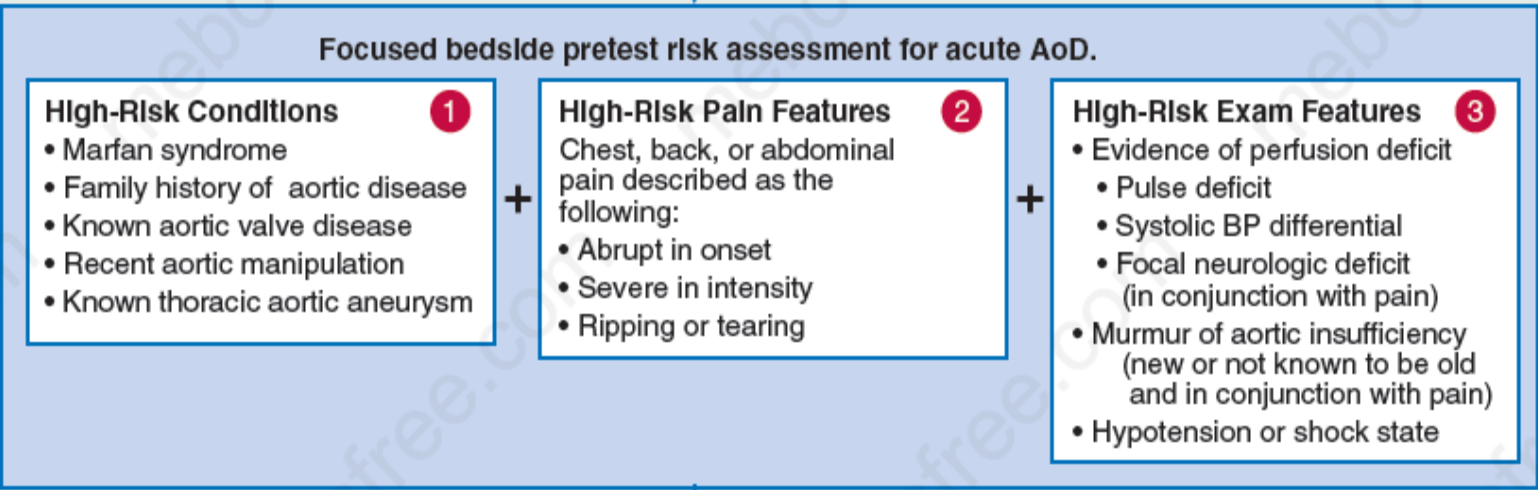 Focused bedside pretest risk assessment for acute AoD.
High-Risk Conditions 1
• Marfan syndrome
• Family history of aortic disease
• Known aortic valve disease
• Recent aortic manipulation
• Known thoracic aortic aneurysm
+
High-Risk Pain Features 2
Chest, back, or abdominal
pain described as the
following:
• Abrupt in onset
• Severe in intensity
• Ripping or tearing
+
High-Risk Exam Features 3
• Evidence of perfusion deficit
• Pulse deficit
• Systolic BP differential
• Focal neurologic deficit
(in conjunction with pain)
• Murmur of aortic insufficiency
(new or not known to be old
and in conjunction with pain)
• Hypotension or shock state